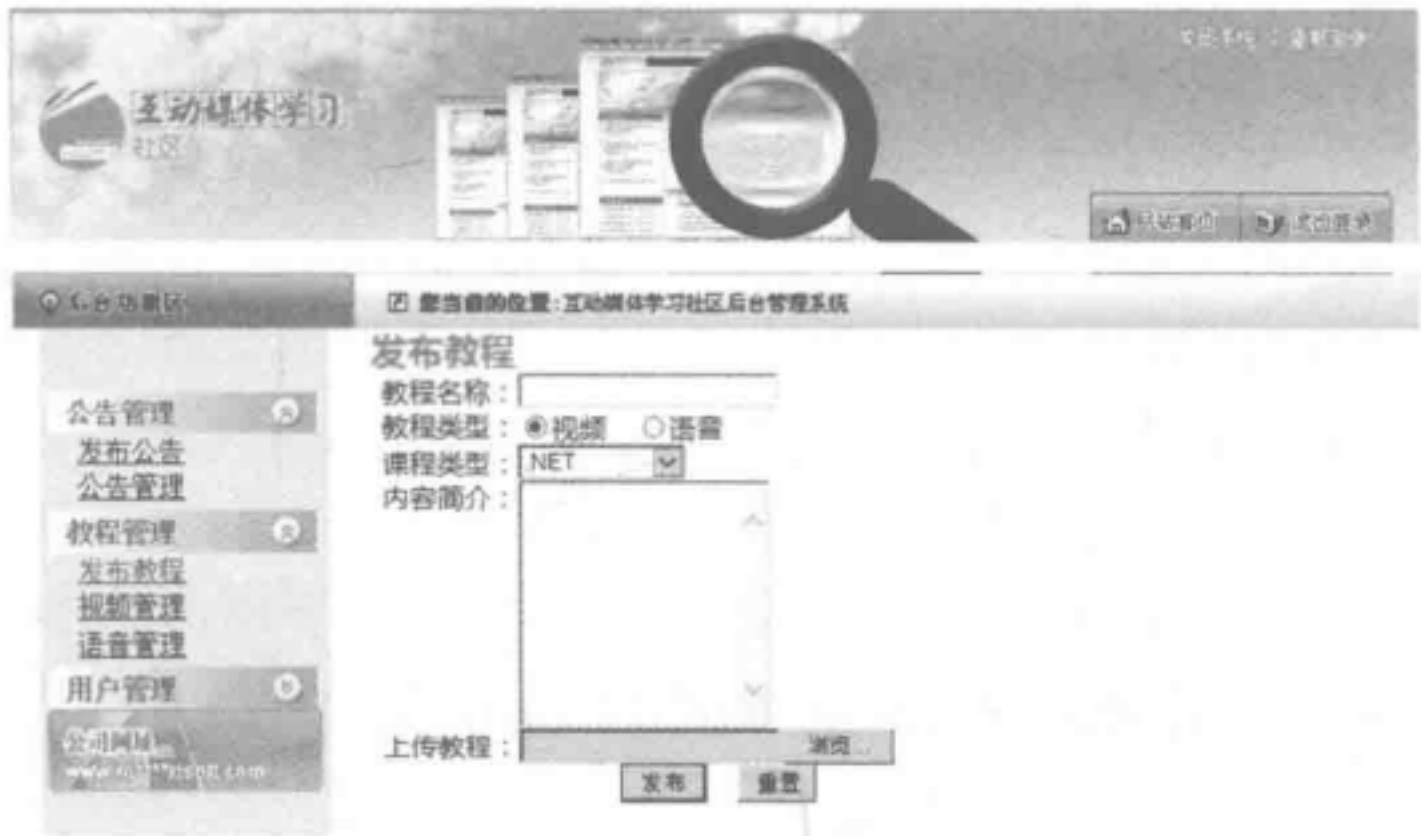 互动媒体学习
社区
您当前的位置:互动媒体学习社区后台管理系统
公告管理
发布公告
公告管理
教程管理
发布教程
视频管理
语音管理
用户管理
公司网址
发布教程
教程名称：
教程类型： 视频 语音
课程类型： NET
内容简介：
上传教程： 浏览...
发布 重置